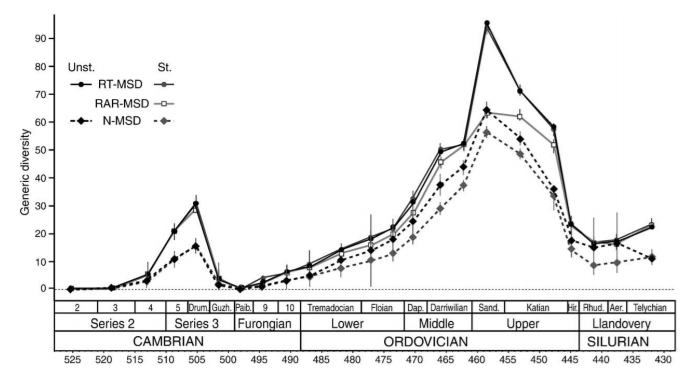 90
80
70
60
50
40
30
20
10
0
Generic diversity
Unst. St.
RT-MSD
RAR-MSD
N-MSD
2 3 4 5 Drum. Guzh. Paib. 9 10 Tremadocian Floian Dap. Darriwilian Sand. Katian Hir. Rhud. Aer. Telychian
Series 2 Series 3 Furongian Lower Middle Upper Llandovery
CAMBRIAN ORDOVICIAN SILURIAN
525 520 515 510 505 500 495 490 485 480 475 470 465 460 455 450 445 440 435 430